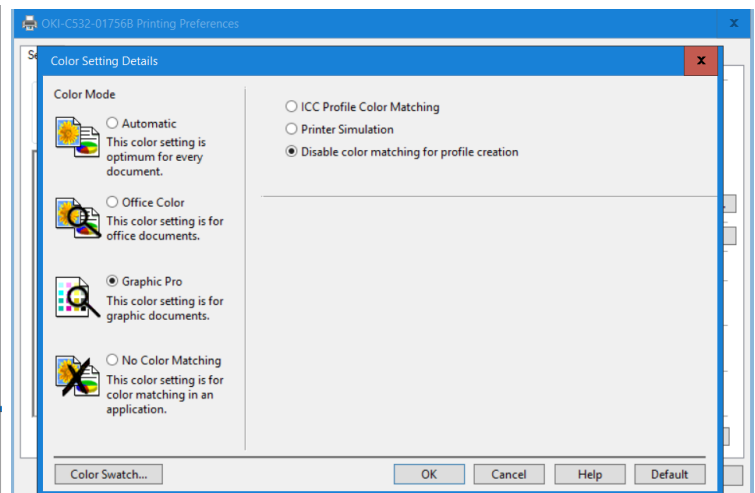 OKI-C532-01756B Printing Preferences
x
Color Setting Details
x
Color Mode
Automatic
This color setting is
optimum for every
document.
Office Color
This color setting is for
office documents.
Graphic Pro
This color setting is for
graphic documents.
No Color Matching
This color setting is for
color matching in an
application.
ICC Profile Color Matching
Printer Simulation
Disable color matching for profile creation
Color Swatch...
OK
Cancel
Help
Default